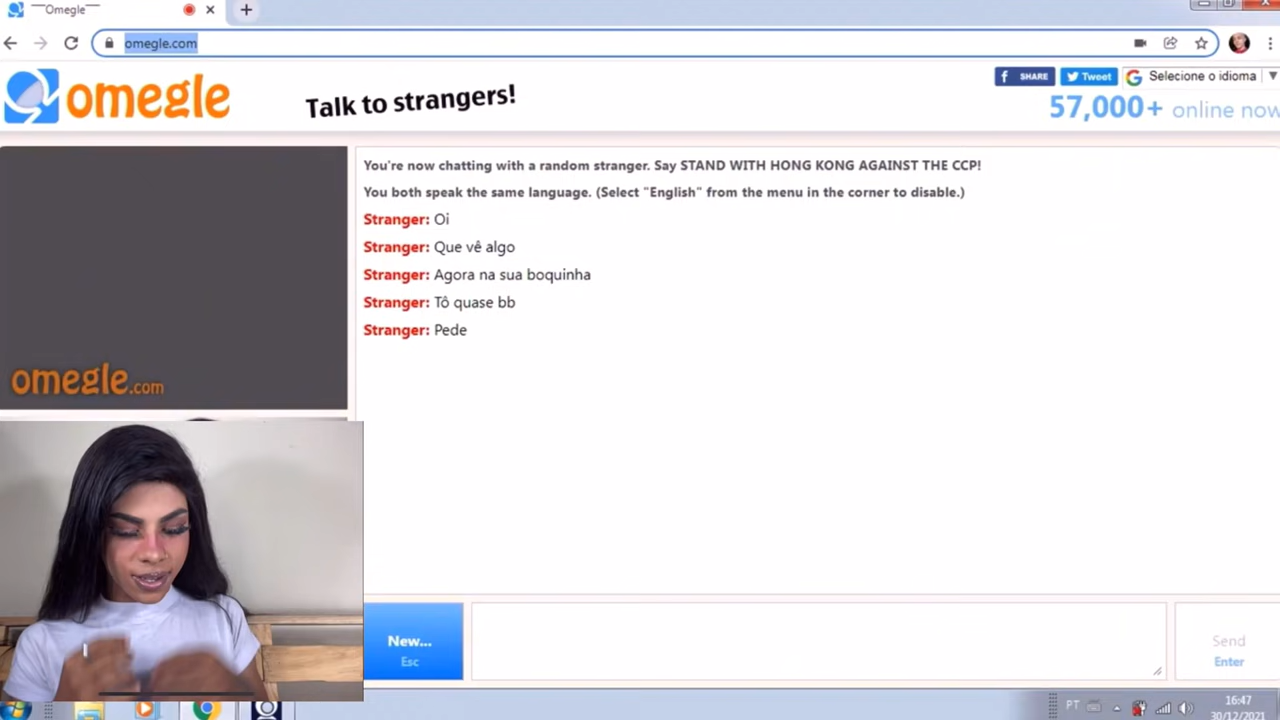 Omegle
omegle.com
omegle
Talk to strangers!
SHARE
Tweet
Selecione o idioma
57,000+ online now
You're now chatting with a random stranger. Say STAND WITH HONG KONG AGAINST THE CCP!
You both speak the same language. (Select "English" from the menu in the corner to disable.)
Stranger: Oi
Stranger: Que vê algo
Stranger: Agora na sua boquinha
Stranger: Tô quase bb
Stranger: Pede
omegle.com
New...
Esc
Send
Enter
PT
16:47
30/12/2021